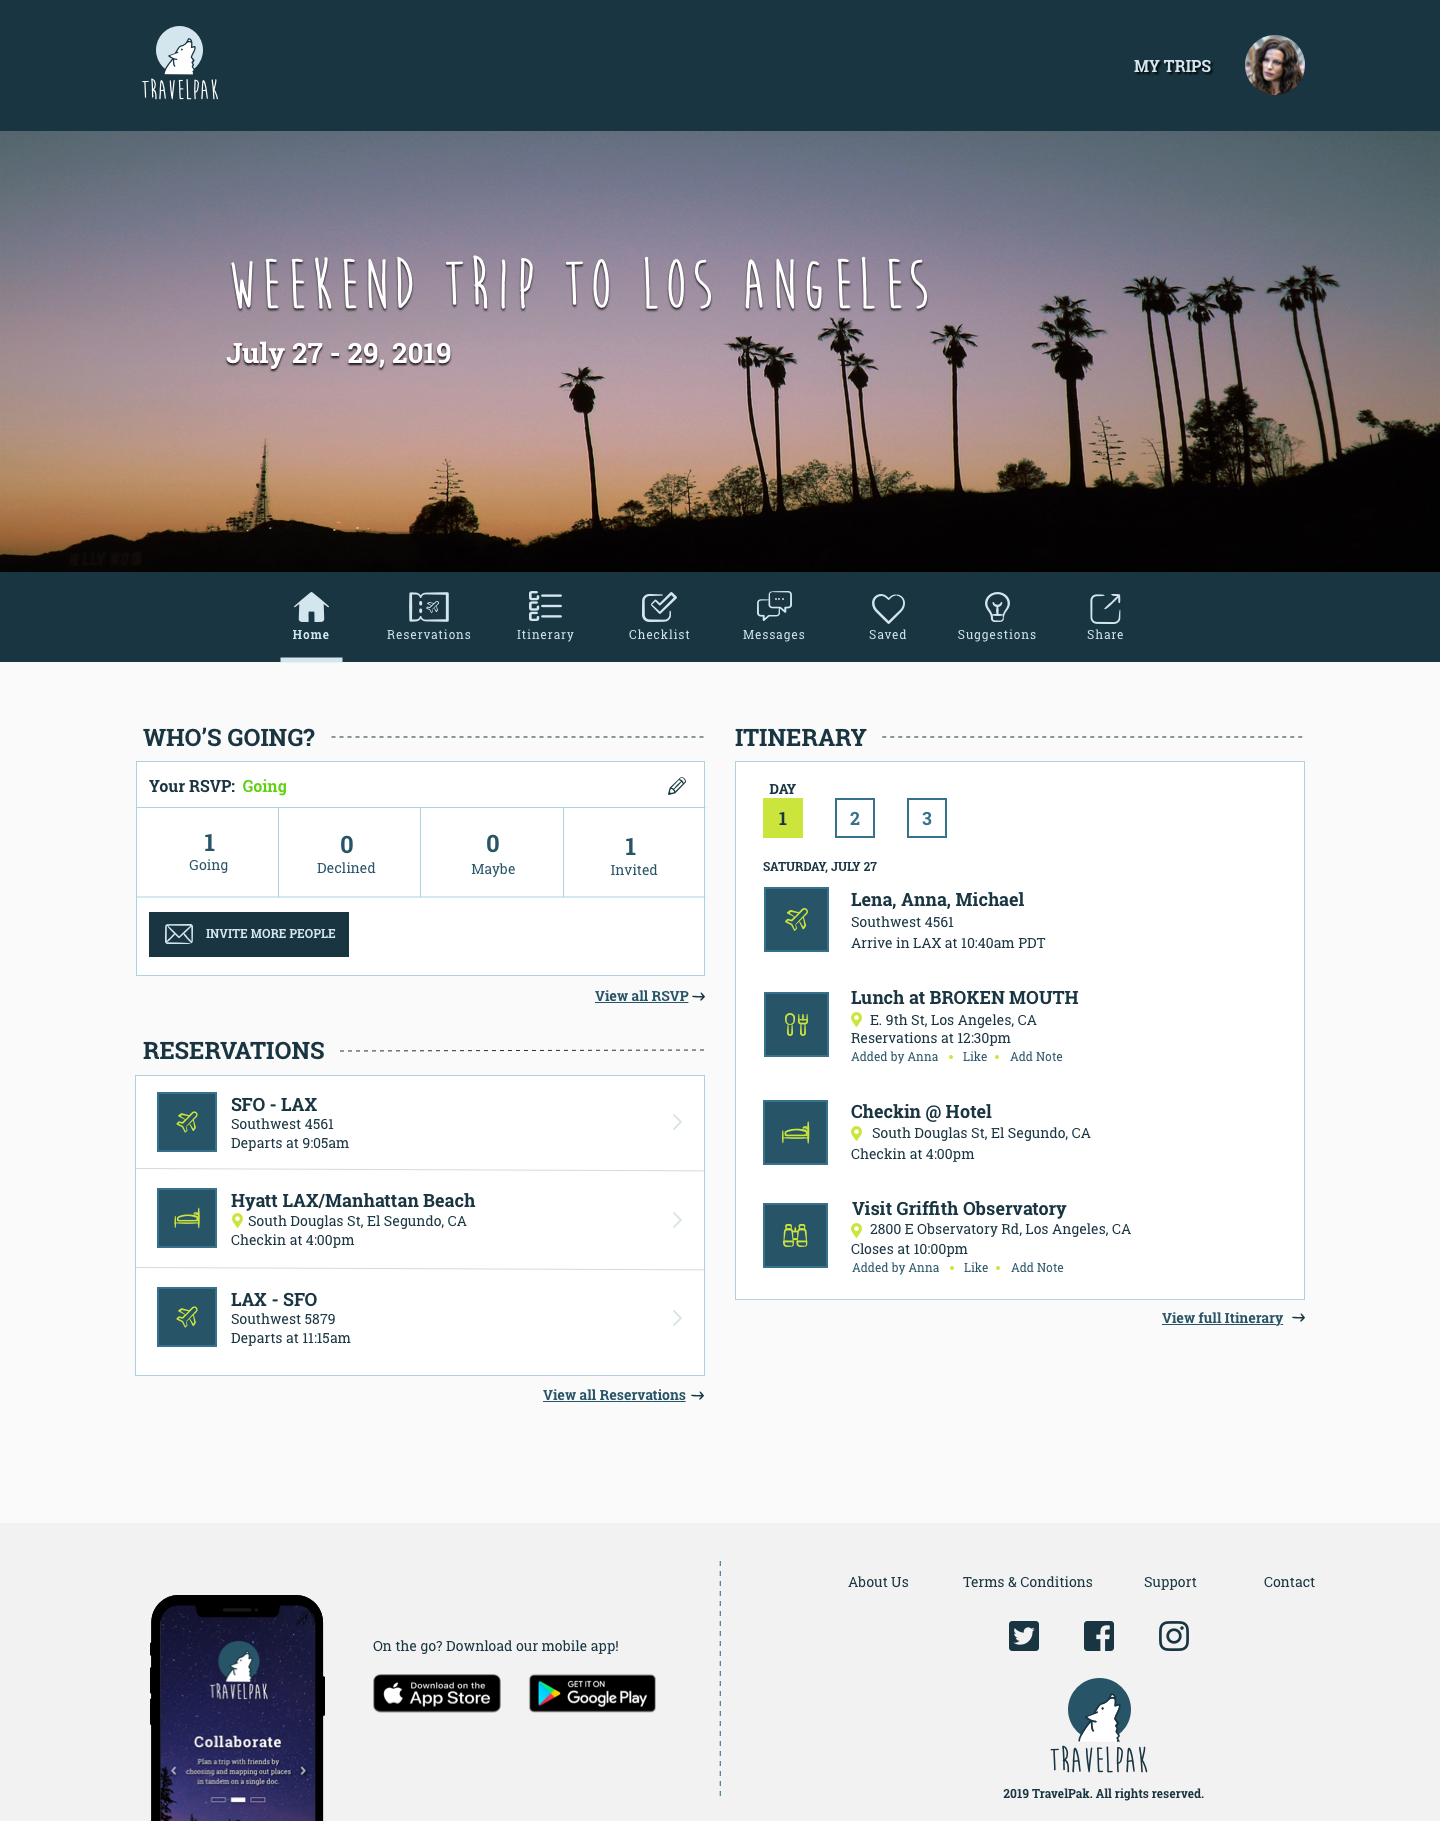 TRAVELPAK
MY TRIPS
WEEKEND TRIP TO LOS ANGELES
July 27 - 29, 2019
Home
Reservations
Itinerary
Checklist
Messages
Saved
Suggestions
Share
WHO’S GOING?
Your RSVP: Going
1
Going
0
Declined
0
Maybe
1
Invited
INVITE MORE PEOPLE
View all RSVP
RESERVATIONS
SFO - LAX
Southwest 4561
Departs at 9:05am
Hyatt LAX/Manhattan Beach
South Douglas St, El Segundo, CA
Checkin at 4:00pm
LAX - SFO
Southwest 5879
Departs at 11:15am
View all Reservations
ITINERARY
DAY
1 2 3
SATURDAY, JULY 27
Lena, Anna, Michael
Southwest 4561
Arrive in LAX at 10:40am PDT
Lunch at BROKEN MOUTH
E. 9th St, Los Angeles, CA
Reservations at 12:30pm
Added by Anna • Like • Add Note
Checkin @ Hotel
South Douglas St, El Segundo, CA
Checkin at 4:00pm
Visit Griffith Observatory
2800 E Observatory Rd, Los Angeles, CA
Closes at 10:00pm
Added by Anna • Like • Add Note
View full Itinerary
TRAVELPAK
Collaborate
Plan a trip with friends by
choosing and mapping out places
in tandem on a single doc.
On the go? Download our mobile app!
Download on the
App Store
GET IT ON
Google Play
About Us
Terms & Conditions
Support
Contact
TRAVELPAK
2019 TravelPak. All rights reserved.